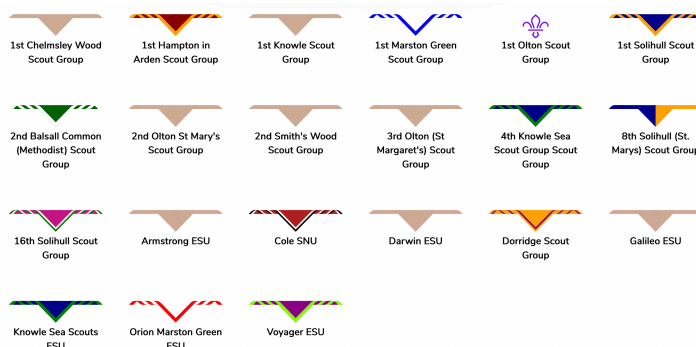 1st Chelmsley Wood
Scout Group
1st Hampton in
Arden Scout Group
1st Knowle Scout
Group
1st Marston Green
Scout Group
1st Olton Scout
Group
1st Solihull Scout
Group
2nd Balsall Common
(Methodist) Scout
Group
2nd Olton St Mary's
Scout Group
2nd Smith's Wood
Scout Group
3rd Olton (St
Margaret's) Scout
Group
4th Knowle Sea
Scout Group Scout
Group
8th Solihull (St.
Marys) Scout Group
16th Solihull Scout
Group
Armstrong ESU
Cole SNU
Darwin ESU
Dorridge Scout
Group
Galileo ESU
Knowle Sea Scouts
ESU
Orion Marston Green
ESU
Voyager ESU